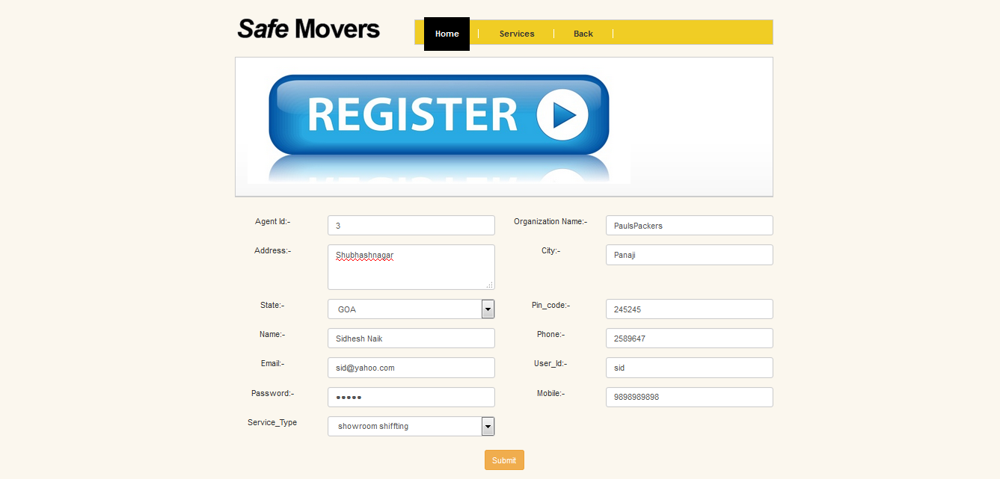 Safe Movers
Home Services Back
REGISTER
Agent Id:- 3 Organization Name:- PaulsPackers
Address:- Shubhashnagar City:- Panaji
State:- GOA Pin_code:- 245245
Name:- Sidhesh Naik Phone:- 2589647
Email:- sid@yahoo.com User_Id:- sid
Password:- ●●●●● Mobile:- 9898989898
Service_Type showroom shiffting
Submit